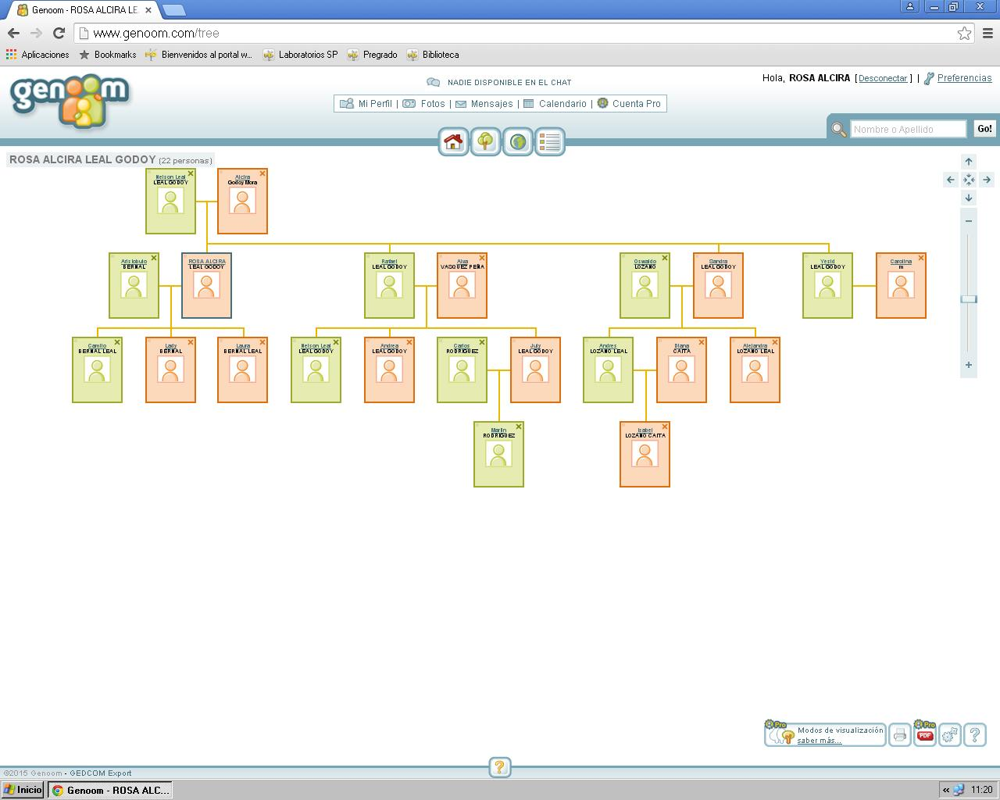 Genoom - ROSA ALCIRA LE
www.genoom.com/tree
Aplicaciones Bookmarks Bienvenidos al portal w... Laboratorios SP Pregrado Biblioteca
genoom
NADIE DISPONIBLE EN EL CHAT
Hola, ROSA ALCIRA [Desconectar] | Preferencias
Mi Perfil | Fotos | Mensajes | Calendario | Cuenta Pro
Nombre o Apellido Go!
ROSA ALCIRA LEAL GODOY (22 personas)
Nelson Leal Alcira
LEAL GODOY Godoy Mora
Aristobulo ROSA ALCIRA Rafael Alva Oswaldo Sandra Yesid Carolina
BERNAL LEAL GODOY LEAL GODOY VASQUEZ PEÑA LOZANO LEAL GODOY LEAL GODOY m
Camilo Lady Laura Nelson Leal Andrea Carlos July Andres Diana Alejandra
BERNAL LEAL BERNAL BERNAL LEAL LEAL GODOY LEAL GODOY RODRIGUEZ LEAL GODOY LOZANO LEAL CAITA LOZANO LEAL
Isabel
RODRIGUEZ LOZANO CAITA
Pro Modos de visualización Pro
saber más... PDF ?
?
©2015 Genoom - GEDCOM Export
Inicio Genoom - ROSA ALC... « 11:20